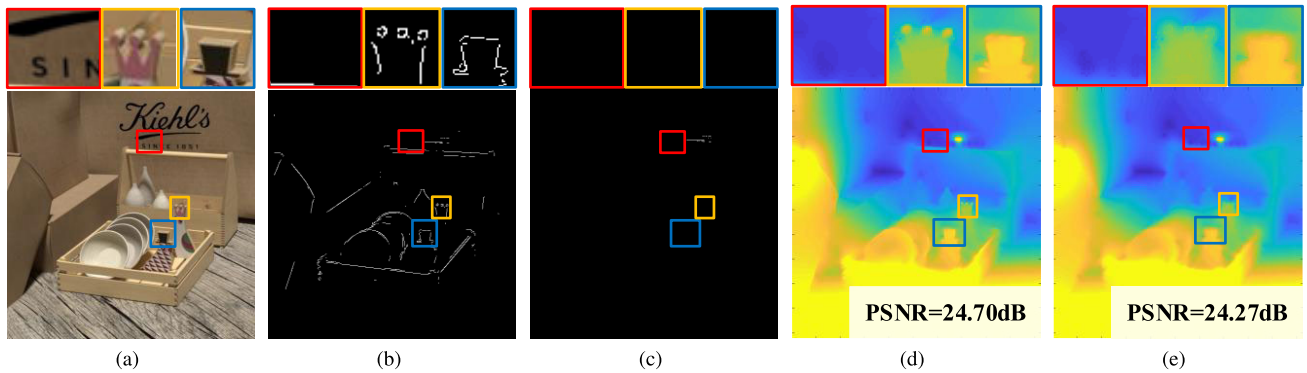 SIN
Kiehl's
SINCE 1851
PSNR=24.70dB
PSNR=24.27dB
(a)
(b)
(c)
(d)
(e)